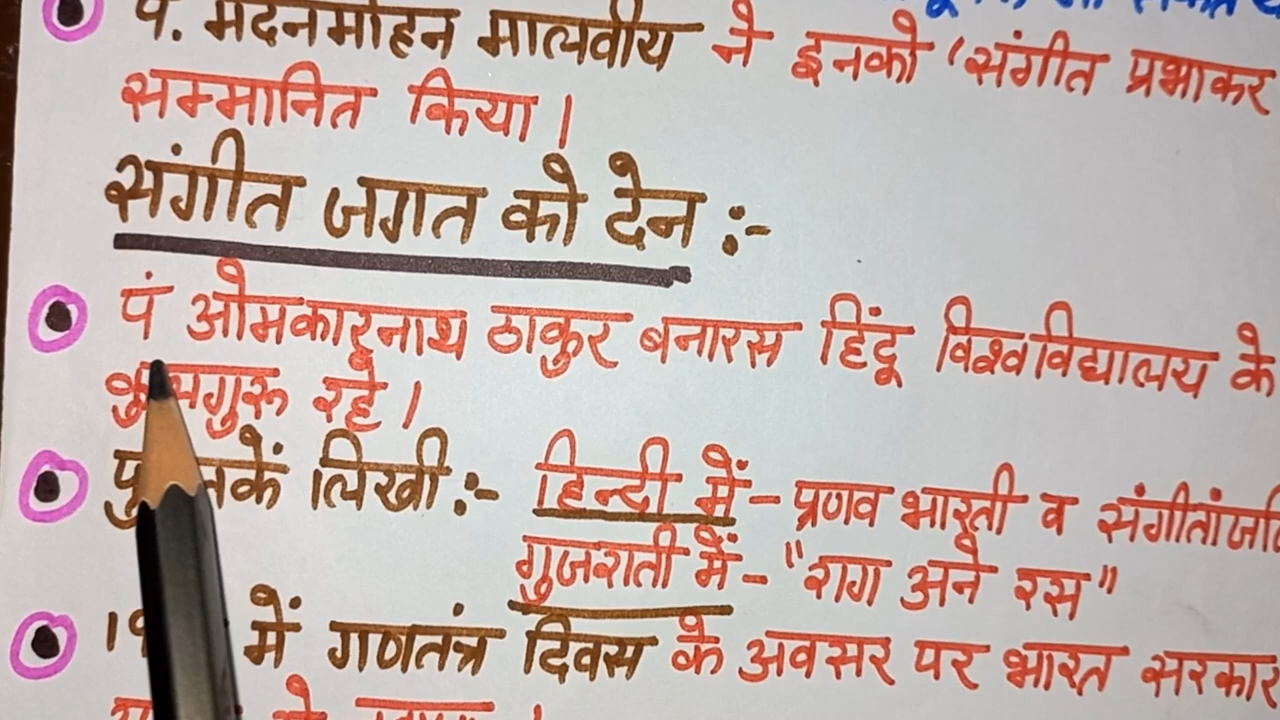 पं. मदनमोहन मालवीय ने इनको 'संगीत प्रभाकर
सम्मानित किया।
संगीत जगत को देन :-
पं ओमकारनाथ ठाकुर बनारस हिंदू विश्वविद्यालय के
रहे।
लिखी :- हिन्दी में - प्रणव भारती व
गुजराती में - "राग अने रस"
में गणतंत्र दिवस के अवसर पर भारत सरकार